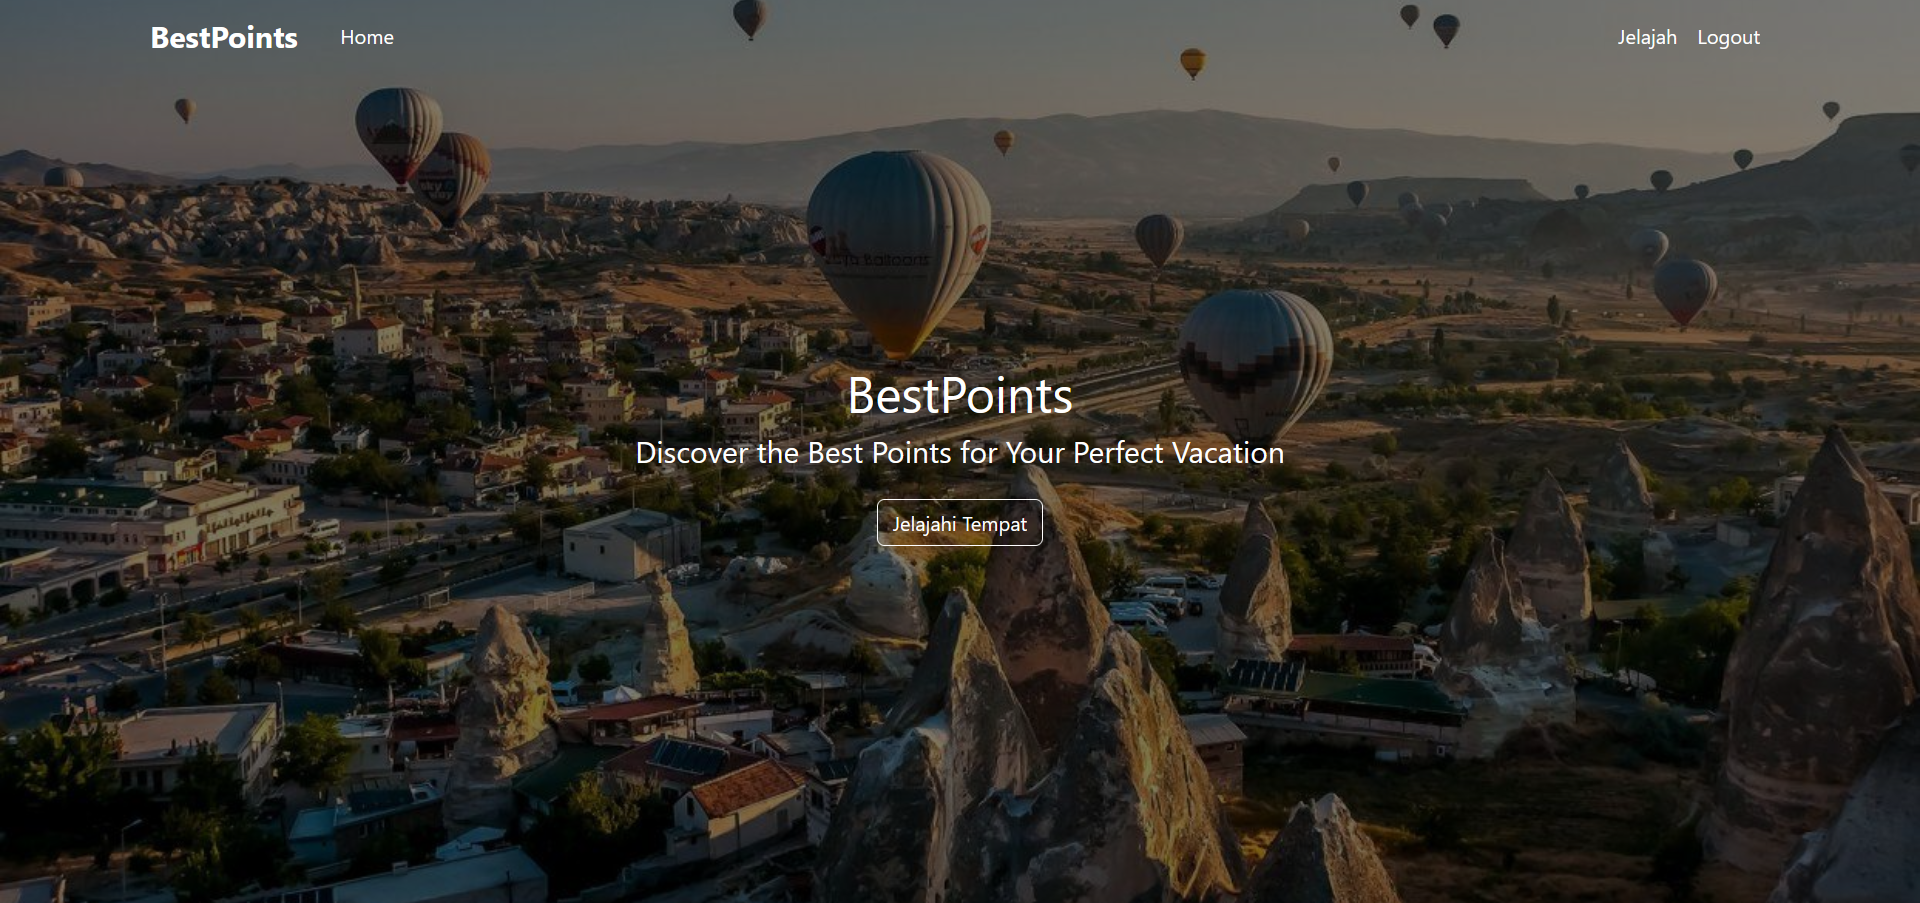 BestPoints Home Jelajah Logout
BestPoints
Discover the Best Points for Your Perfect Vacation
Jelajahi Tempat